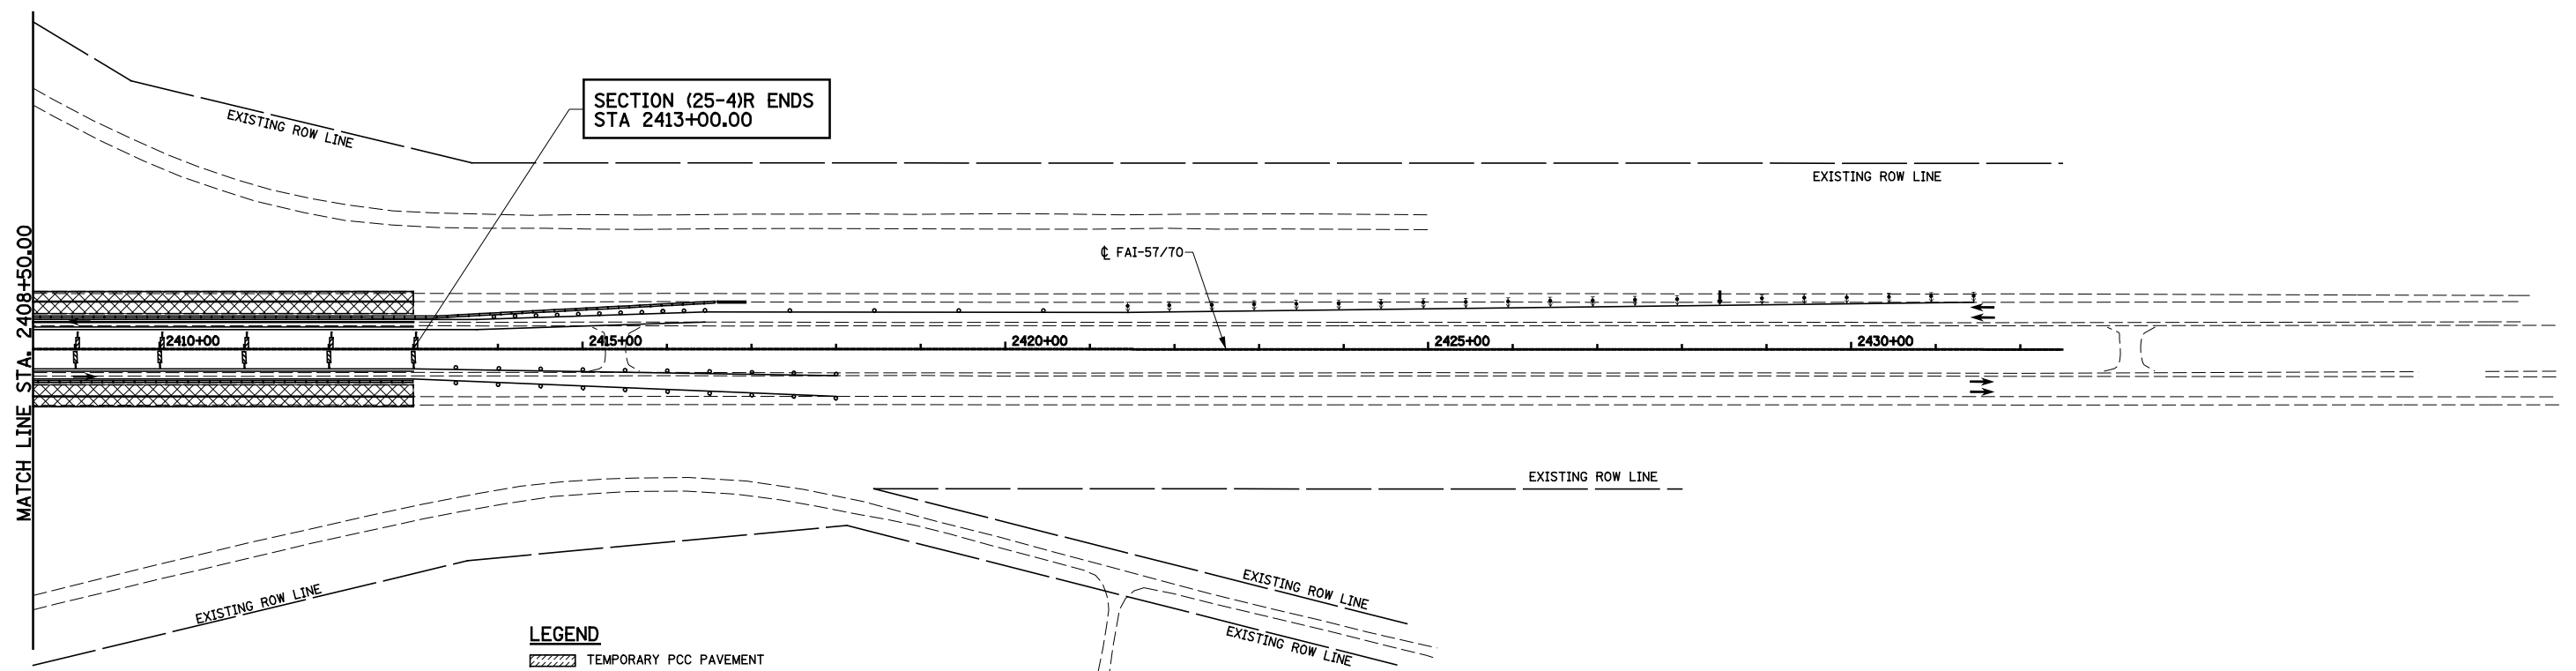 SECTION (25-4)R ENDS
STA 2413+00.00
EXISTING ROW LINE
EXISTING ROW LINE
MATCH LINE STA. 2408+50.00
℄ FAI-57/70
2410+00
2415+00
2420+00
2425+00
2430+00
EXISTING ROW LINE
EXISTING ROW LINE
EXISTING ROW LINE
EXISTING ROW LINE
LEGEND
TEMPORARY PCC PAVEMENT